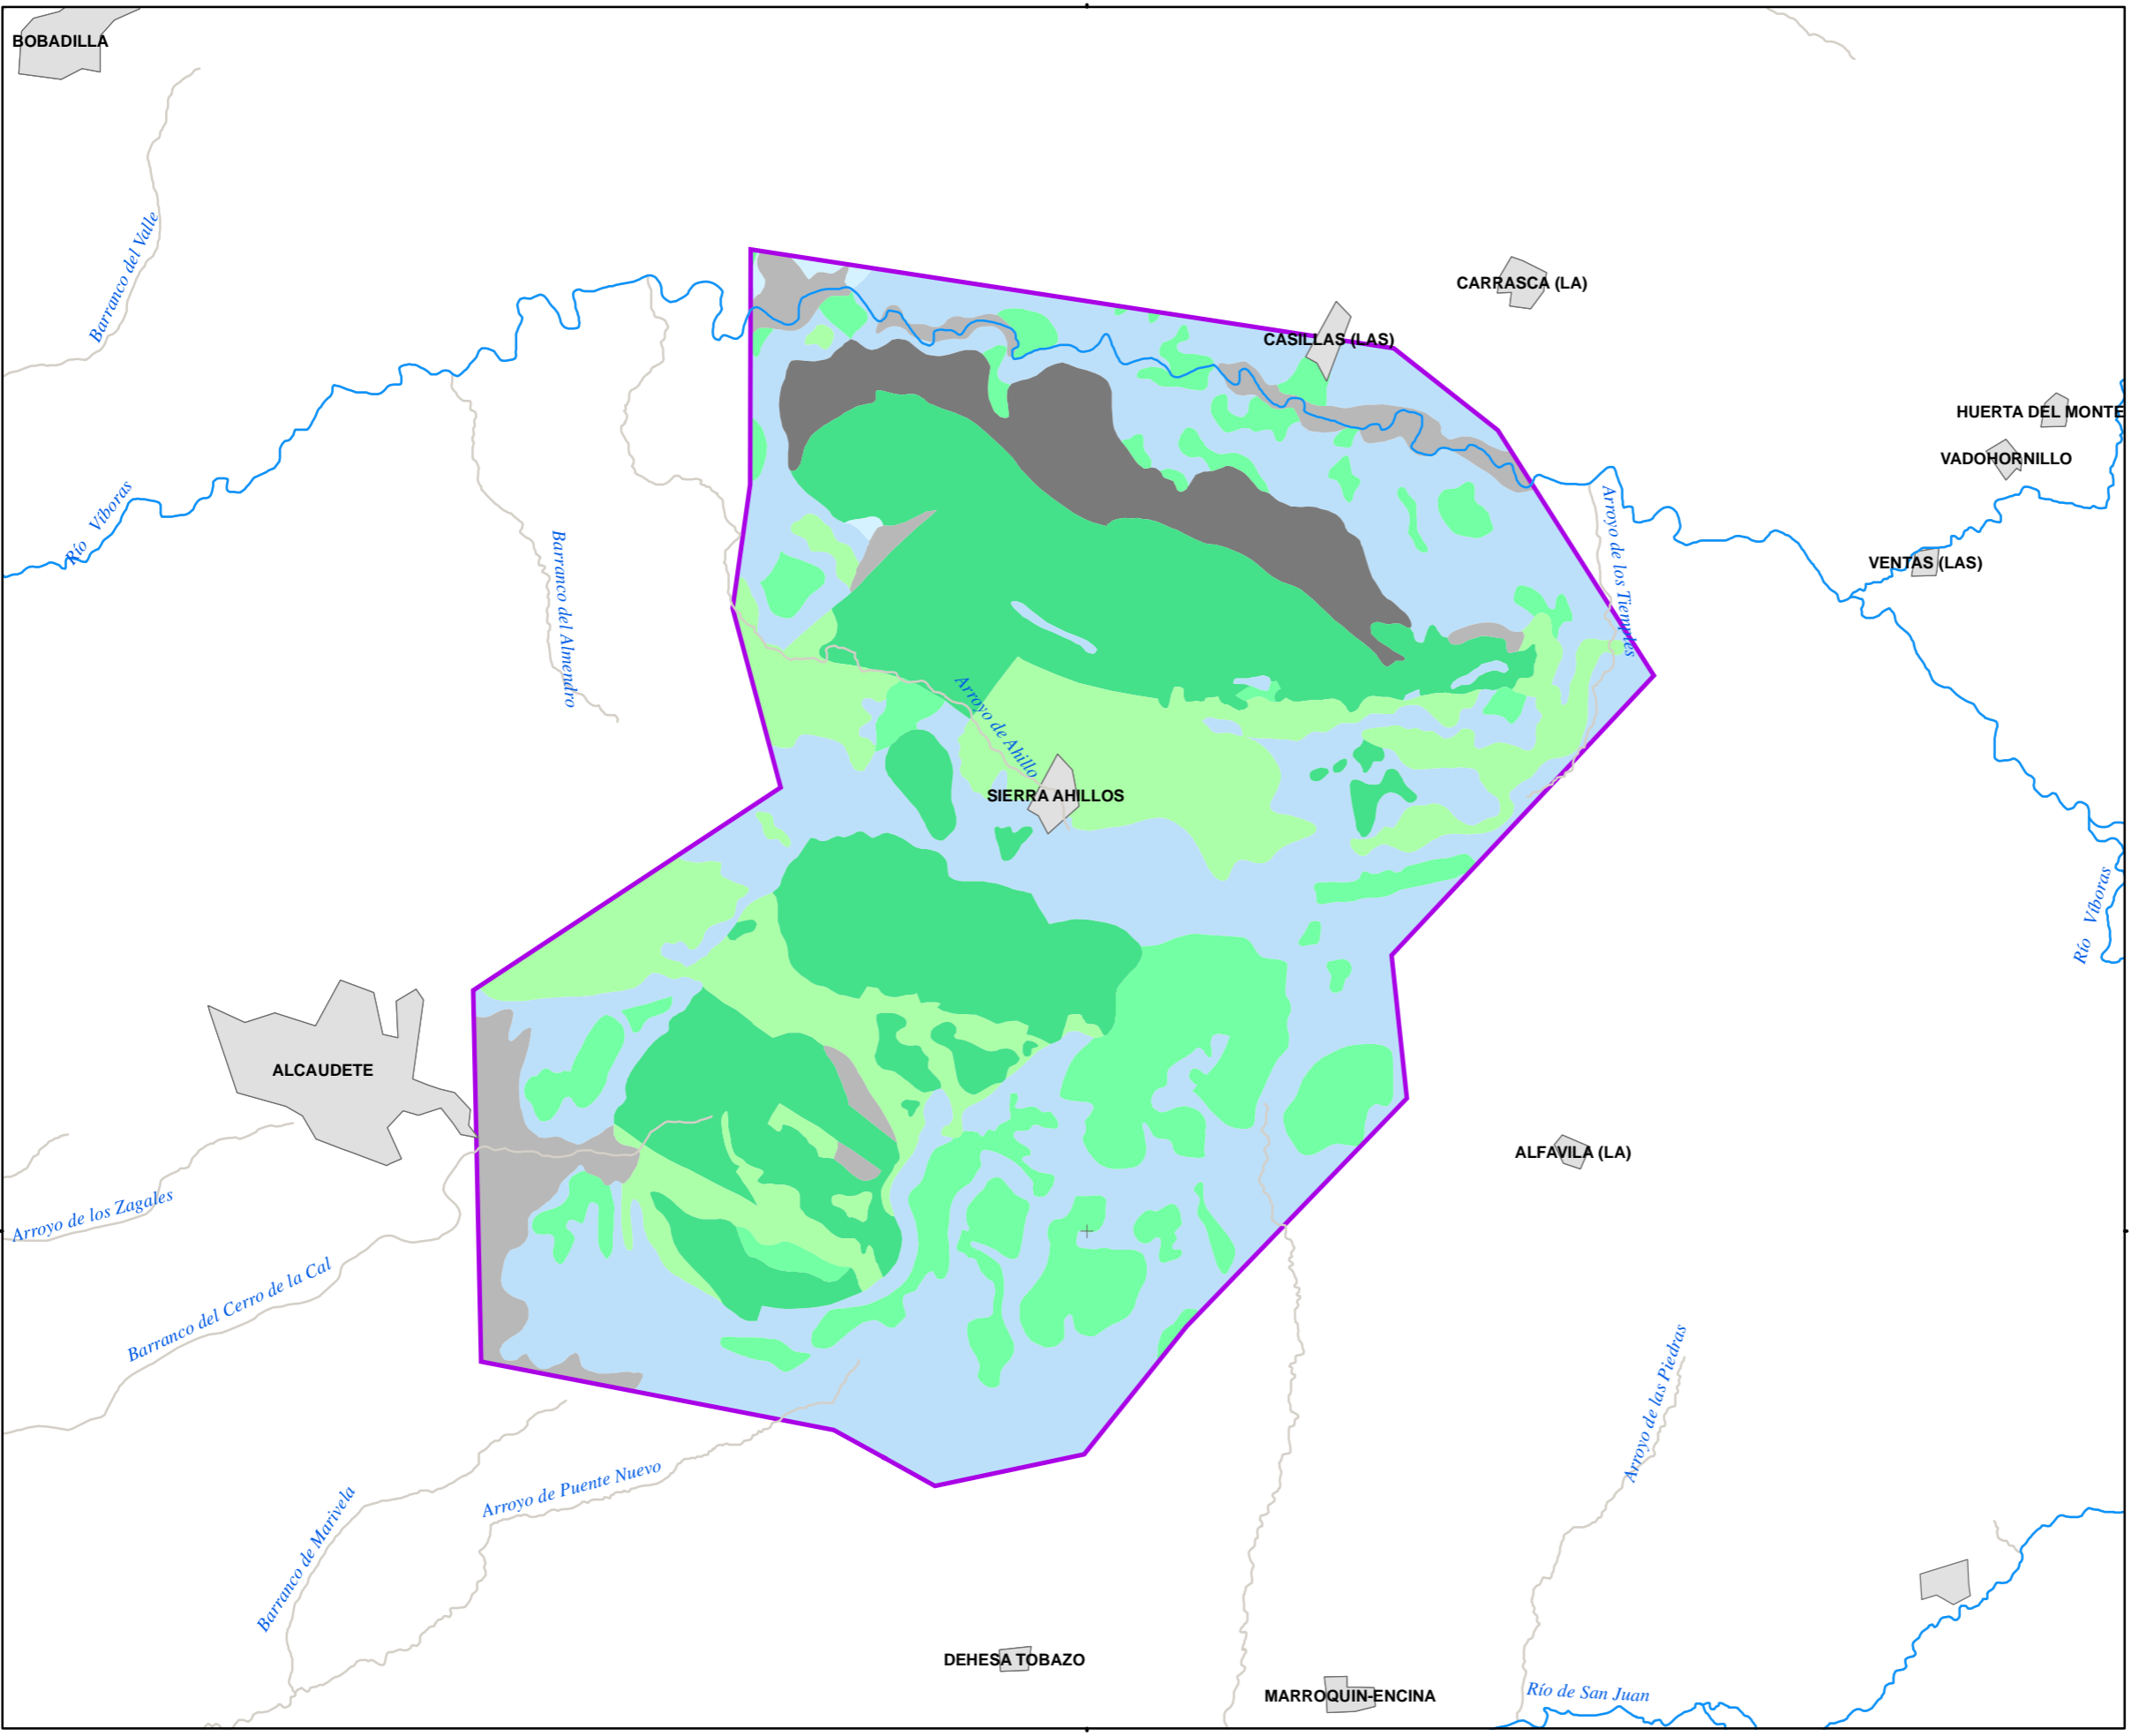 BOBADILLA
Barranco del Valle
CARRASCA (LA)
CASILLAS (LAS)
HUERTA DEL MONTE
VADOHORNILLO
Río Víboras
Arroyo de los Tiemples
VENTAS (LAS)
Barranco del Almendro
Arroyo de Ahillo
SIERRA AHILLOS
Río Víboras
ALCAUDETE
ALFAVILA (LA)
Arroyo de los Zagales
Barranco del Cerro de la Cal
Arroyo de las Piedras
Arroyo de Puente Nuevo
Barranco de Marivela
DEHESA TOBAZO
MARROQUIN-ENCINA
Río de San Juan